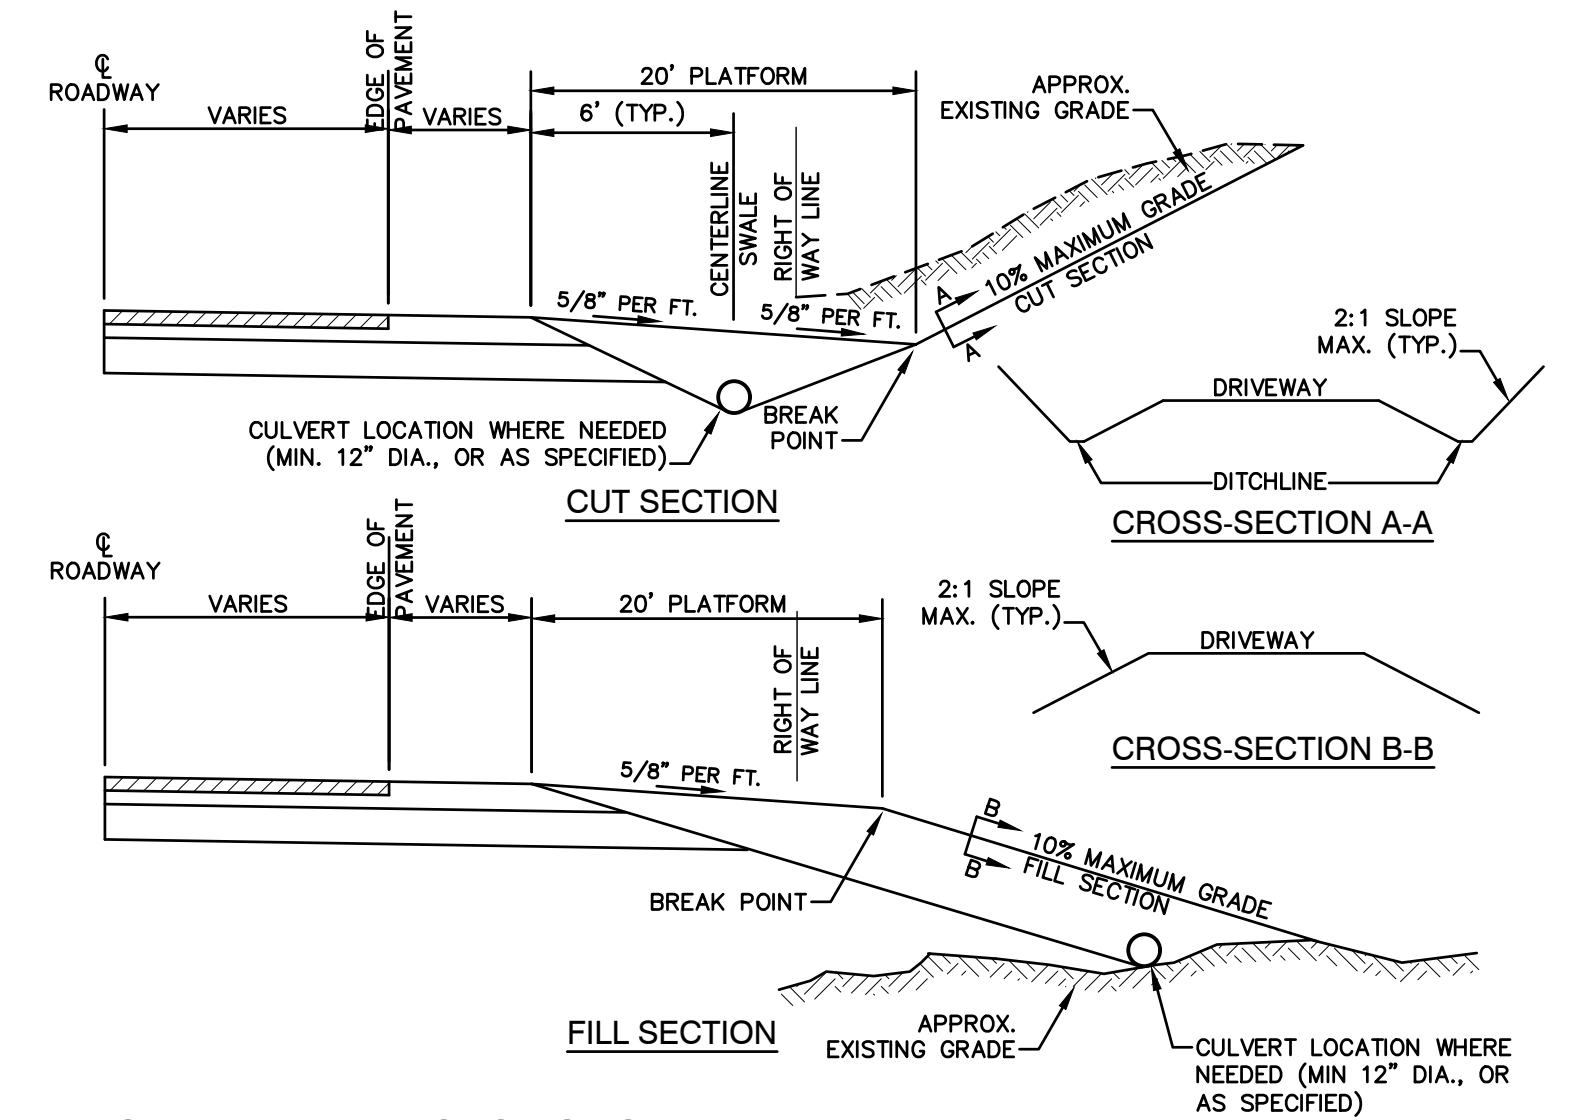 ℄
ROADWAY
EDGE OF
PAVEMENT
VARIES
VARIES
20' PLATFORM
6' (TYP.)
CENTERLINE
SWALE
RIGHT OF
WAY LINE
APPROX.
EXISTING GRADE
5/8" PER FT.
5/8" PER FT.
A
A
10% MAXIMUM GRADE
CUT SECTION
2:1 SLOPE
MAX. (TYP.)
DRIVEWAY
DITCHLINE
CROSS-SECTION A-A
BREAK
POINT
CULVERT LOCATION WHERE NEEDED
(MIN. 12" DIA., OR AS SPECIFIED)
CUT SECTION
℄
ROADWAY
EDGE OF
PAVEMENT
VARIES
VARIES
20' PLATFORM
RIGHT OF
WAY LINE
2:1 SLOPE
MAX. (TYP.)
DRIVEWAY
CROSS-SECTION B-B
5/8" PER FT.
B
B
10% MAXIMUM GRADE
FILL SECTION
BREAK POINT
FILL SECTION
APPROX.
EXISTING GRADE
CULVERT LOCATION WHERE
NEEDED (MIN 12" DIA., OR
AS SPECIFIED)